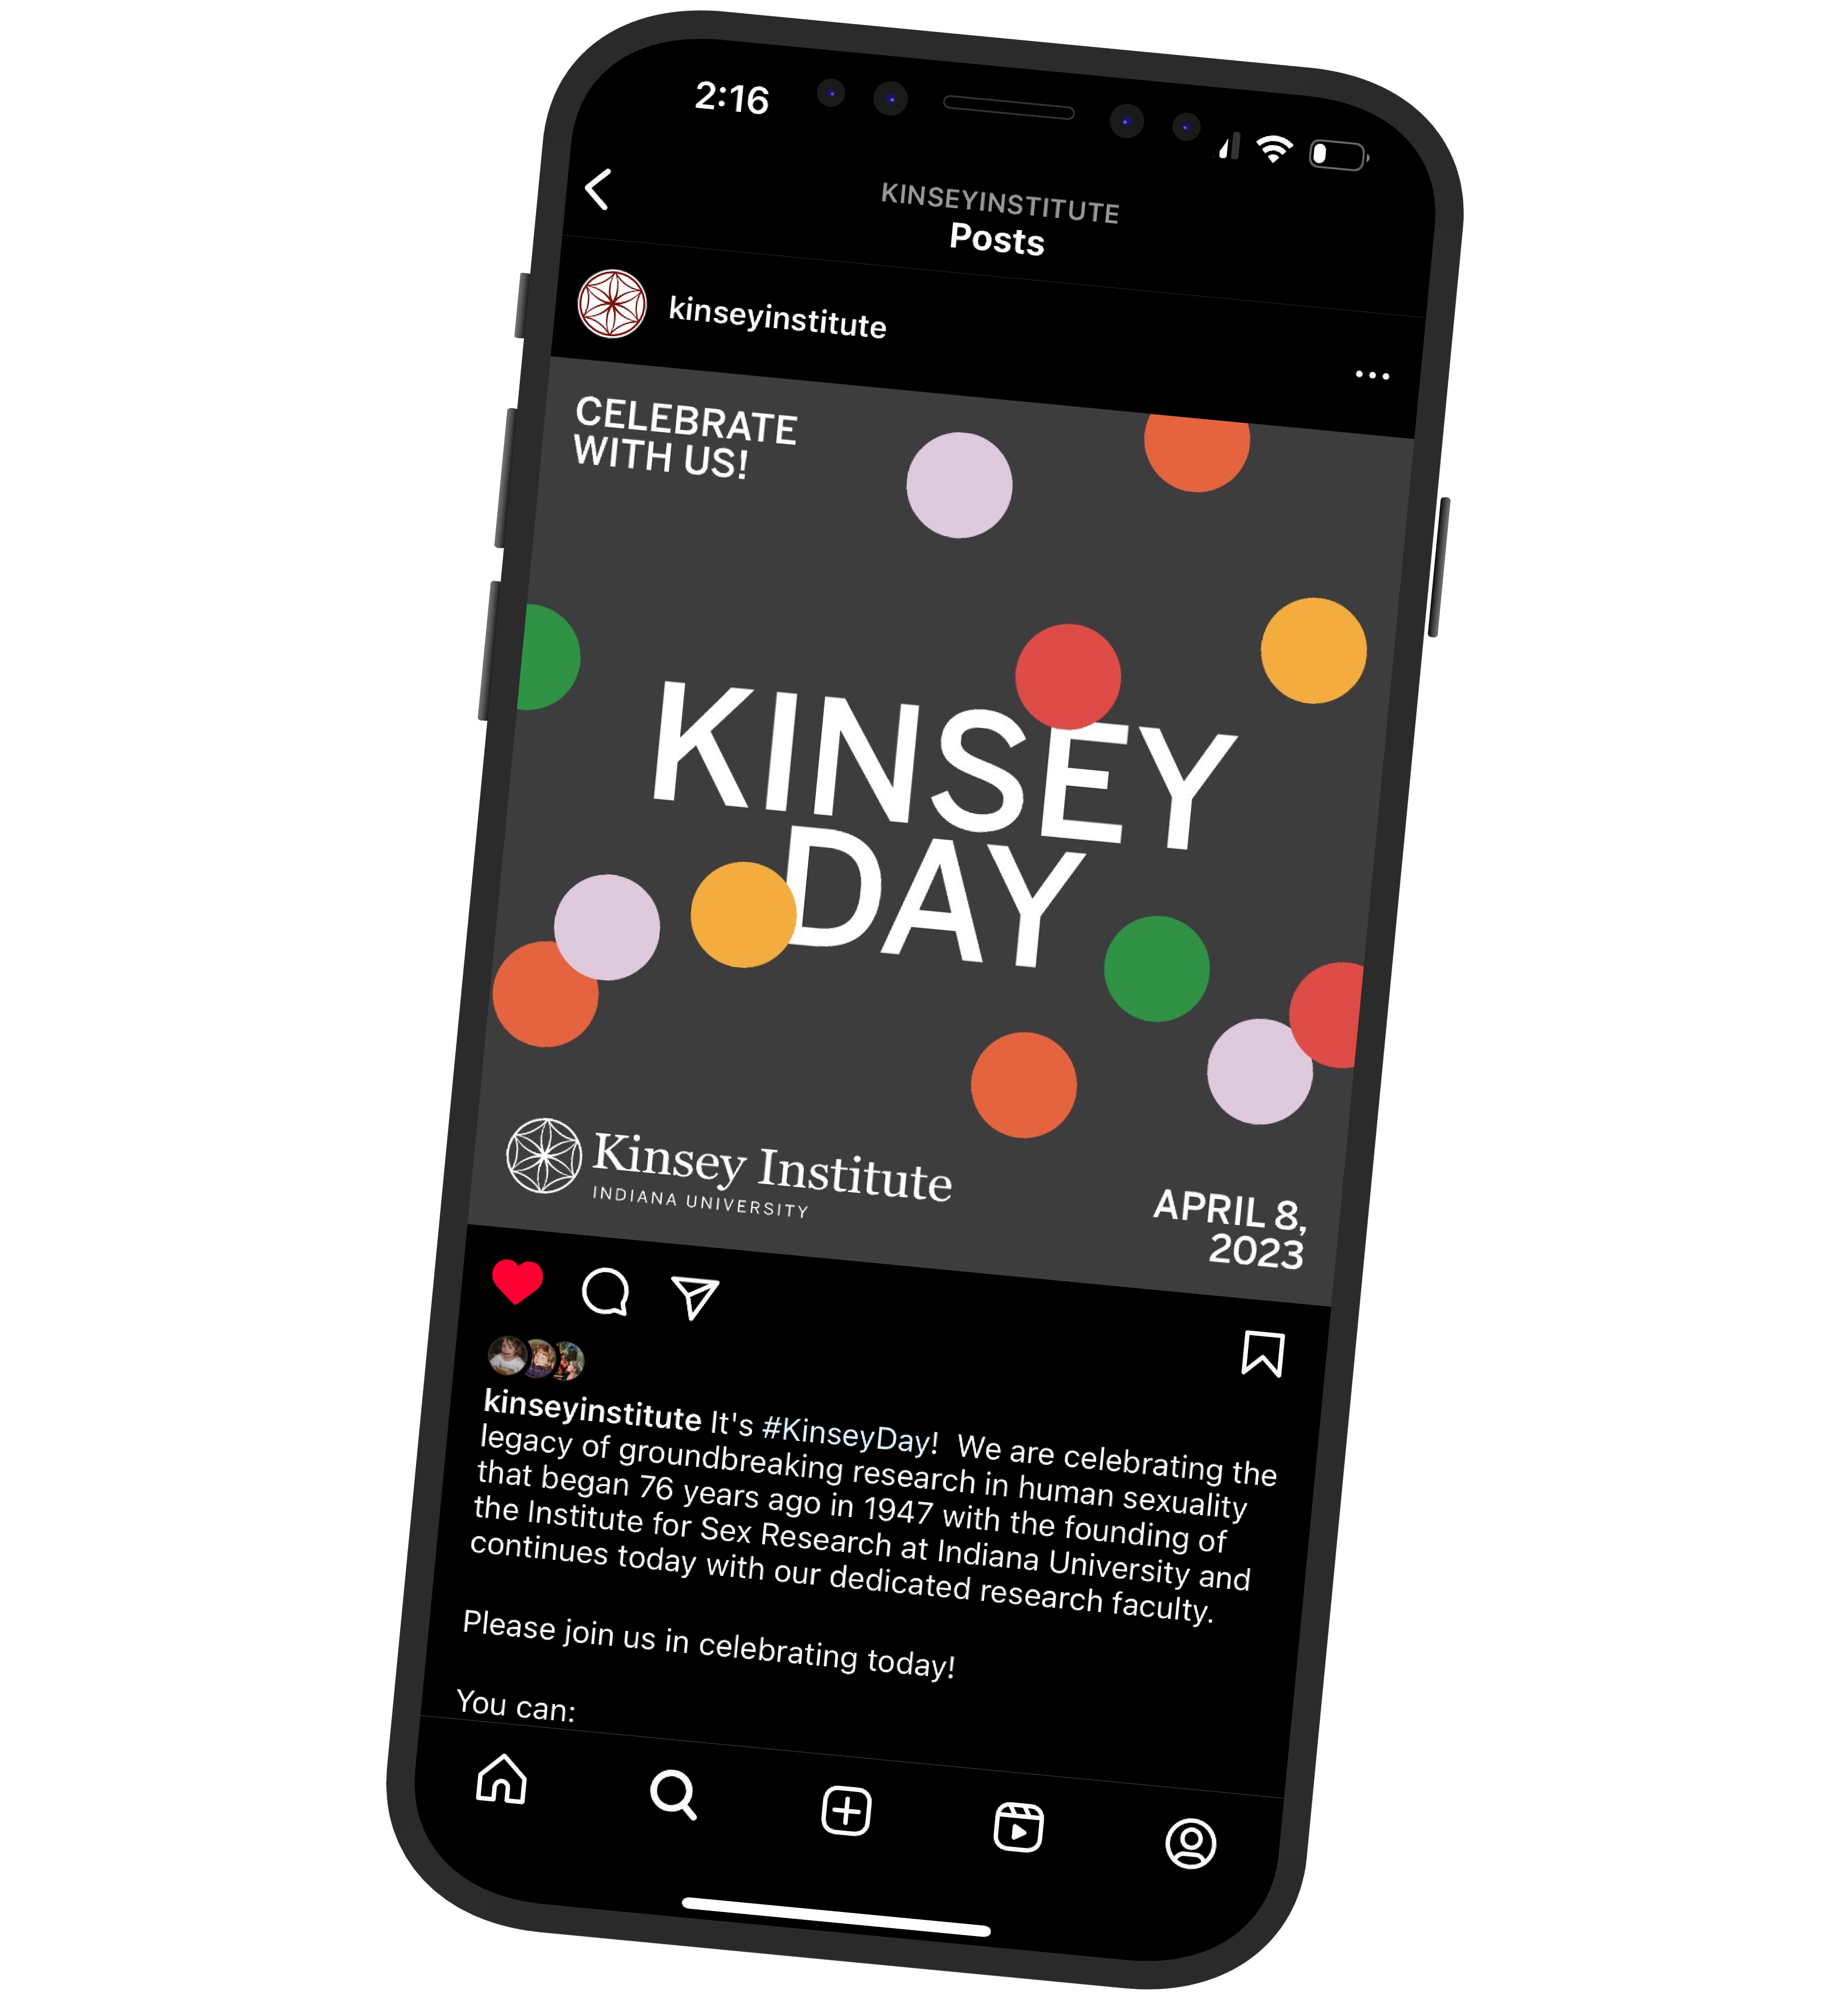 2:16
KINSEYINSTITUTE
Posts
kinseyinstitute
CELEBRATE
WITH US!
KINSEY
DAY
Kinsey Institute
INDIANA UNIVERSITY
APRIL 8,
2023
kinseyinstitute It's #KinseyDay!  We are celebrating the
legacy of groundbreaking research in human sexuality
that began 76 years ago in 1947 with the founding of
the Institute for Sex Research at Indiana University and
continues today with our dedicated research faculty.
Please join us in celebrating today!
You can: